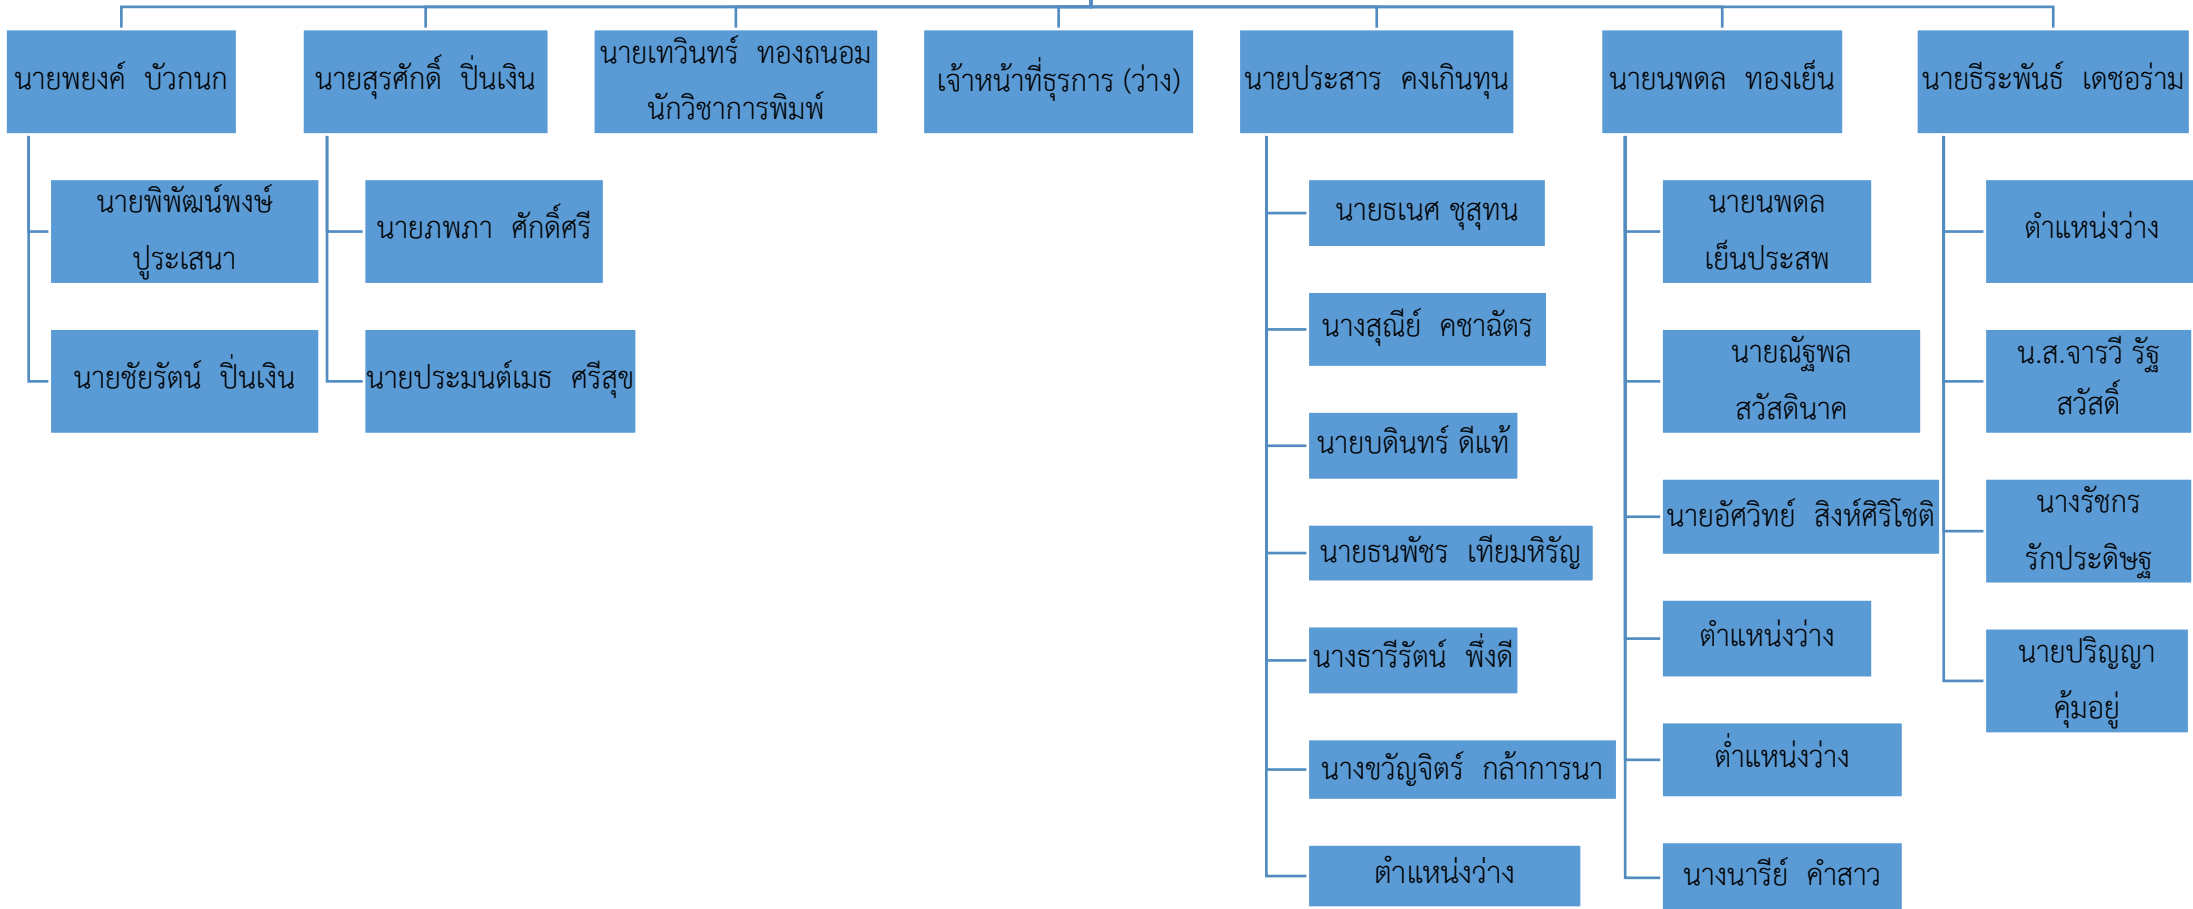 นายพยงค์ บัวกนก
นายสุรศักดิ์ ปิ่นเงิน
นายเทวินทร์ ทองถนอม
นักวิชาการพิมพ์
เจ้าหน้าที่ธุรการ (ว่าง)
นายประสาร คงเกินทุน
นายนพดล ทองเย็น
นายธีระพันธ์ เดชอร่าม
นายพิพัฒน์พงษ์
ปูระเสนา
นายชัยรัตน์ ปิ่นเงิน
นายภพภา ศักดิ์ศรี
นายประมนต์เมธ ศรีสุข
นายธเนศ ชุสุทน
นางสุณีย์ คชาฉัตร
นายบดินทร์ ดีแท้
นายธนพัชร เทียมหิรัญ
นางธารีรัตน์ พึ่งดี
นางขวัญจิตร์ กล้าการนา
ตำแหน่งว่าง
นายนพดล
เย็นประสพ
นายณัฐพล
สวัสดินาค
นายอัศวิทย์ สิงห์ศิริโชติ
ตำแหน่งว่าง
ต่ำแหน่งว่าง
นางนารีย์ คำสาว
ตำแหน่งว่าง
น.ส.จารวี รัฐ
สวัสดิ์
นางรัชกร
รักประดิษฐ
นายปริญญา
คุ้มอยู่